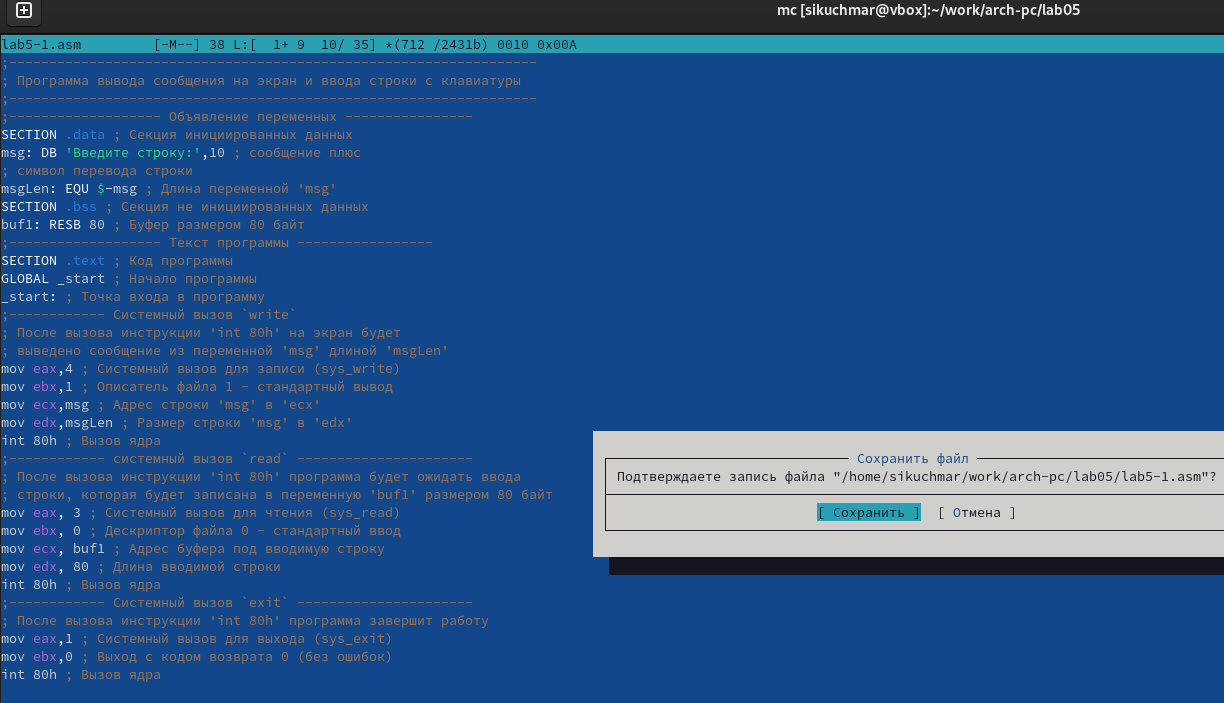 mc [sikuchmar@vbox]:~/work/arch-pc/lab05
lab5-1.asm         [-M--] 38 L:[  1+ 9  10/ 35] *(712 /2431b) 0010 0x00A
;------------------------------------------------------------------
; Программа вывода сообщения на экран и ввода строки с клавиатуры
;------------------------------------------------------------------
;------------------- Объявление переменных ----------------
SECTION .data ; Секция инициированных данных
msg: DB 'Введите строку:',10 ; сообщение плюс
; символ перевода строки
msgLen: EQU $-msg ; Длина переменной 'msg'
SECTION .bss ; Секция не инициированных данных
buf1: RESB 80 ; Буфер размером 80 байт
;------------------- Текст программы -----------------
SECTION .text ; Код программы
GLOBAL _start ; Начало программы
_start: ; Точка входа в программу
;------------ Системный вызов `write`
; После вызова инструкции 'int 80h' на экран будет
; выведено сообщение из переменной 'msg' длиной 'msgLen'
mov eax,4 ; Системный вызов для записи (sys_write)
mov ebx,1 ; Описатель файла 1 - стандартный вывод
mov ecx,msg ; Адрес строки 'msg' в 'ecx'
mov edx,msgLen ; Размер строки 'msg' в 'edx'
int 80h ; Вызов ядра
;------------ системный вызов `read` ----------------------
; После вызова инструкции 'int 80h' программа будет ожидать ввода
; строки, которая будет записана в переменную 'buf1' размером 80 байт
mov eax, 3 ; Системный вызов для чтения (sys_read)
mov ebx, 0 ; Дескриптор файла 0 - стандартный ввод
mov ecx, buf1 ; Адрес буфера под вводимую строку
mov edx, 80 ; Длина вводимой строки
int 80h ; Вызов ядра
;------------ Системный вызов `exit` ----------------------
; После вызова инструкции 'int 80h' программа завершит работу
mov eax,1 ; Системный вызов для выхода (sys_exit)
mov ebx,0 ; Выход с кодом возврата 0 (без ошибок)
int 80h ; Вызов ядра
Сохранить файл
Подтверждаете запись файла "/home/sikuchmar/work/arch-pc/lab05/lab5-1.asm"?
[ Сохранить ]  [ Отмена ]